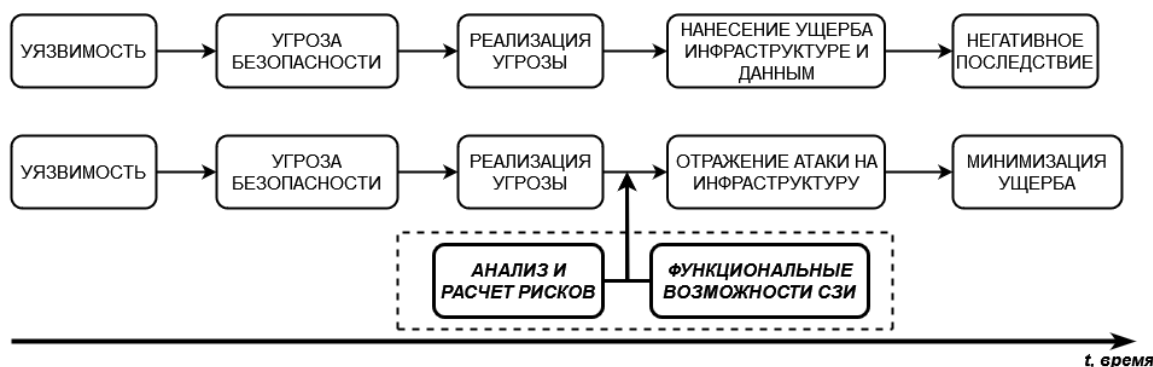 УЯЗВИМОСТЬ
УГРОЗА
БЕЗОПАСНОСТИ
РЕАЛИЗАЦИЯ
УГРОЗЫ
НАНЕСЕНИЕ УЩЕРБА
ИНФРАСТРУКТУРЕ И
ДАННЫМ
НЕГАТИВНОЕ
ПОСЛЕДСТВИЕ
УЯЗВИМОСТЬ
УГРОЗА
БЕЗОПАСНОСТИ
РЕАЛИЗАЦИЯ
УГРОЗЫ
ОТРАЖЕНИЕ АТАКИ НА
ИНФРАСТРУКТУРУ
МИНИМИЗАЦИЯ
УЩЕРБА
АНАЛИЗ И
РАСЧЕТ РИСКОВ
ФУНКЦИОНАЛЬНЫЕ
ВОЗМОЖНОСТИ СЗИ
t, время